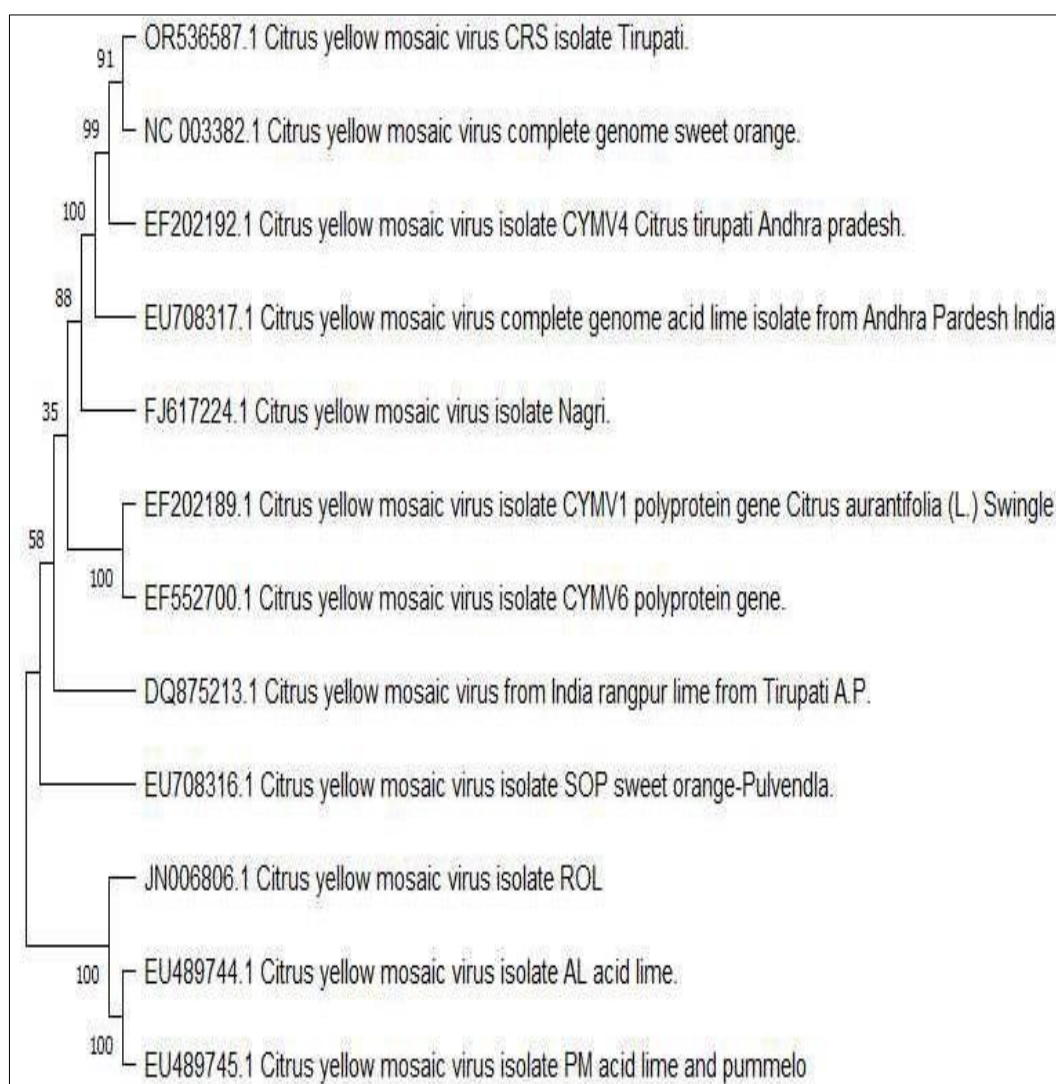 OR536587.1 Citrus yellow mosaic virus CRS isolate Tirupati.
91
NC 003382.1 Citrus yellow mosaic virus complete genome sweet orange.
99
EF202192.1 Citrus yellow mosaic virus isolate CYMV4 Citrus tirupati Andhra pradesh.
100
EU708317.1 Citrus yellow mosaic virus complete genome acid lime isolate from Andhra Pardesh India
88
FJ617224.1 Citrus yellow mosaic virus isolate Nagri.
35
EF202189.1 Citrus yellow mosaic virus isolate CYMV1 polyprotein gene Citrus aurantifolia (L.) Swingle
58
100
EF552700.1 Citrus yellow mosaic virus isolate CYMV6 polyprotein gene.
DQ875213.1 Citrus yellow mosaic virus from India rangpur lime from Tirupati A.P.
EU708316.1 Citrus yellow mosaic virus isolate SOP sweet orange-Pulvendla.
JN006806.1 Citrus yellow mosaic virus isolate ROL
100
EU489744.1 Citrus yellow mosaic virus isolate AL acid lime.
100
EU489745.1 Citrus yellow mosaic virus isolate PM acid lime and pummelo